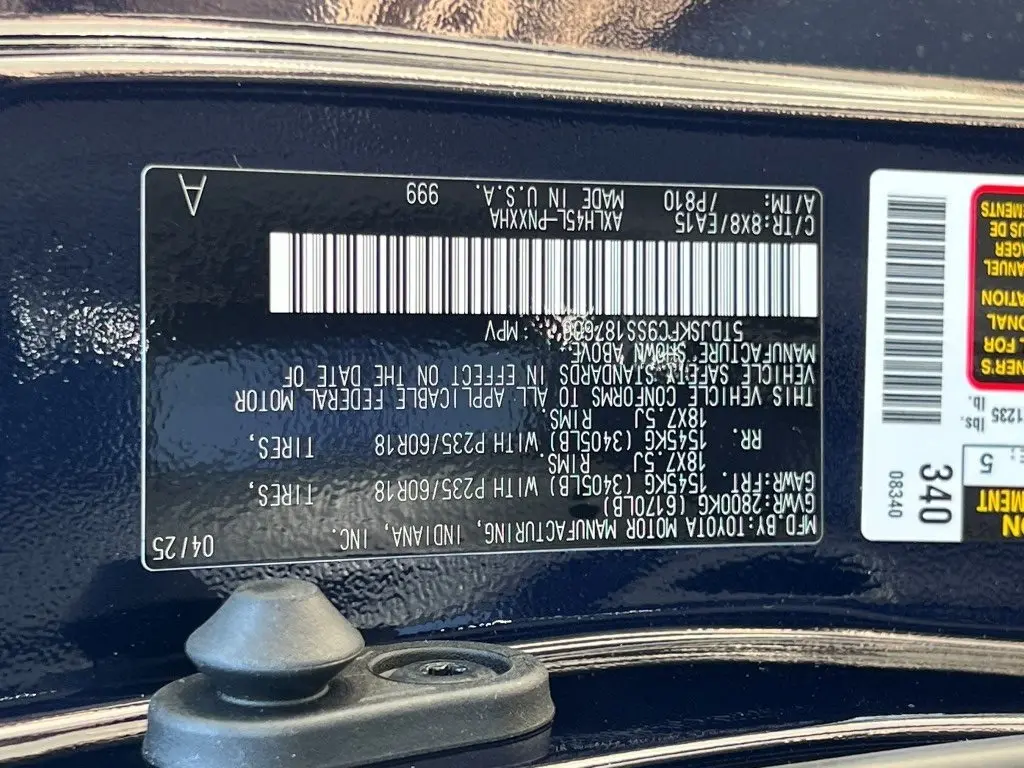 MFD.BY:TOYOTA MOTOR MANUFACTURING, INDIANA, INC. 04/25
GVWR:2800KG(6170LB)
GAWR:FRT. 1545KG (3405LB) WITH P235/60R18 TIRES,
18X7.5J RIMS.
RR. 1545KG (3405LB) WITH P235/60R18 TIRES,
18X7.5J RIMS.
THIS VEHICLE CONFORMS TO ALL APPLICABLE FEDERAL MOTOR
VEHICLE SAFETY STANDARDS IN EFFECT ON THE DATE OF
MANUFACTURE SHOWN ABOVE.
MPV
C/TR:8X8/EA15 AXLH45L-PNXXHA
A/TM: /P810 MADE IN U.S.A. 999 A
340
08340
5
1235 lbs.
lb.